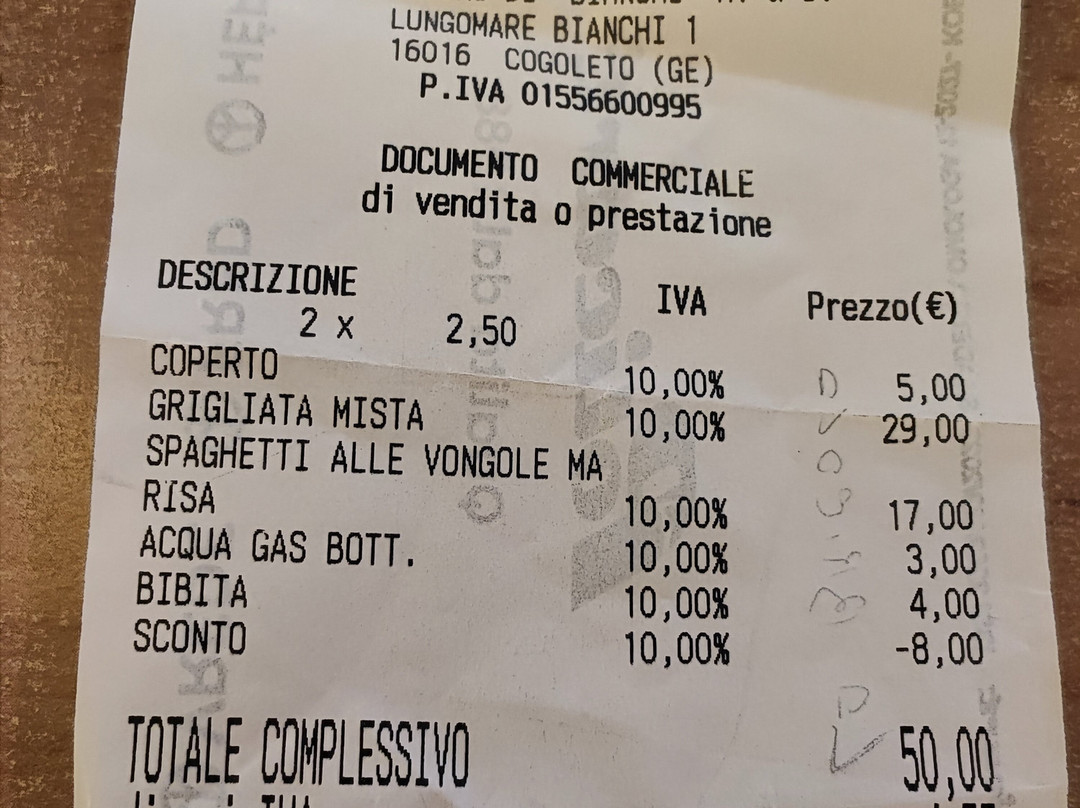 LUNGOMARE BIANCHI 1
16016 COGOLETO (GE)
P.IVA 01556600995
DOCUMENTO COMMERCIALE
di vendita o prestazione
DESCRIZIONE IVA Prezzo(€)
2 x 2,50
COPERTO 10,00% 5,00
GRIGLIATA MISTA 10,00% 29,00
SPAGHETTI ALLE VONGOLE MA
RISA 10,00% 17,00
ACQUA GAS BOTT. 10,00% 3,00
BIBITA 10,00% 4,00
SCONTO 10,00% -8,00
TOTALE COMPLESSIVO 50,00